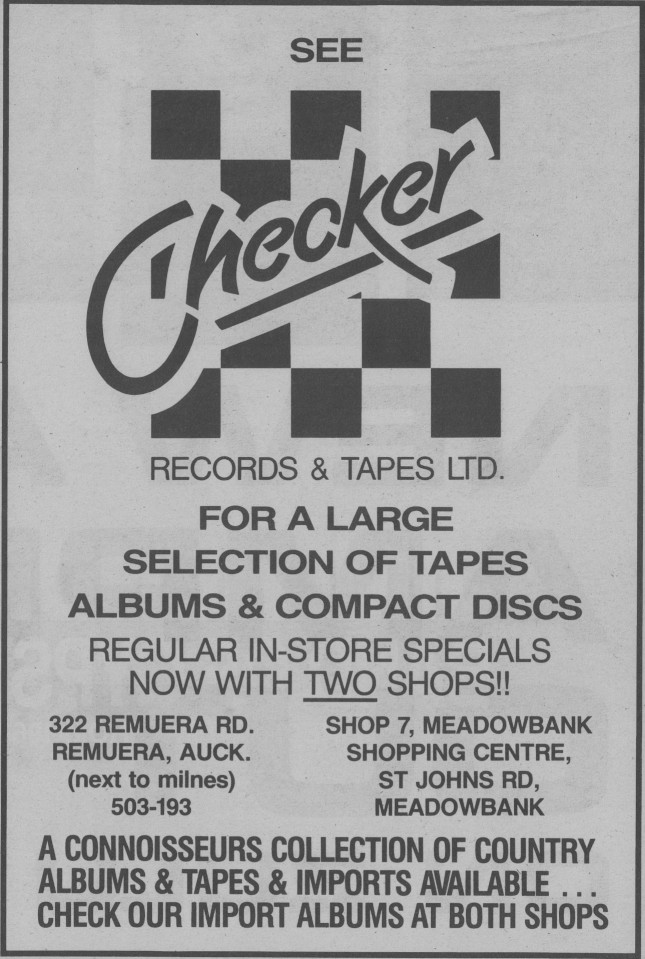 SEE
Checker
RECORDS & TAPES LTD.
FOR A LARGE
SELECTION OF TAPES
ALBUMS & COMPACT DISCS
REGULAR IN-STORE SPECIALS
NOW WITH TWO SHOPS!!
322 REMUERA RD.
REMUERA, AUCK.
(next to milnes)
503-193
SHOP 7, MEADOWBANK
SHOPPING CENTRE,
ST JOHNS RD,
MEADOWBANK
A CONNOISSEURS COLLECTION OF COUNTRY
ALBUMS & TAPES & IMPORTS AVAILABLE ...
CHECK OUR IMPORT ALBUMS AT BOTH SHOPS